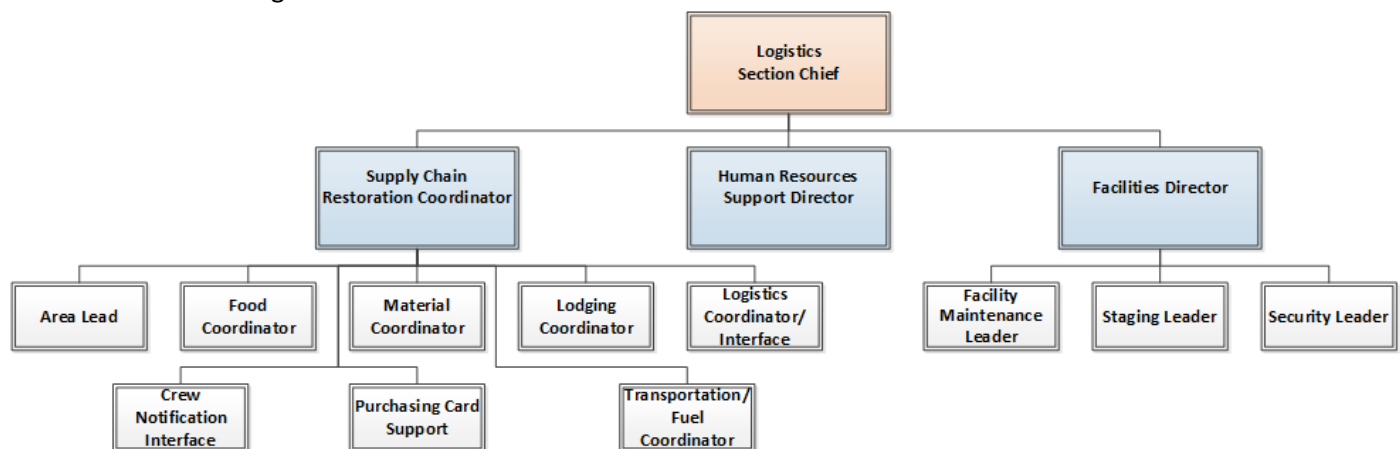 Logistics
Section Chief
Supply Chain
Restoration Coordinator
Human Resources
Support Director
Facilities Director
Area Lead
Food
Coordinator
Material
Coordinator
Lodging
Coordinator
Logistics
Coordinator/
Interface
Facility
Maintenance
Leader
Staging Leader
Security Leader
Crew
Notification
Interface
Purchasing Card
Support
Transportation/
Fuel
Coordinator